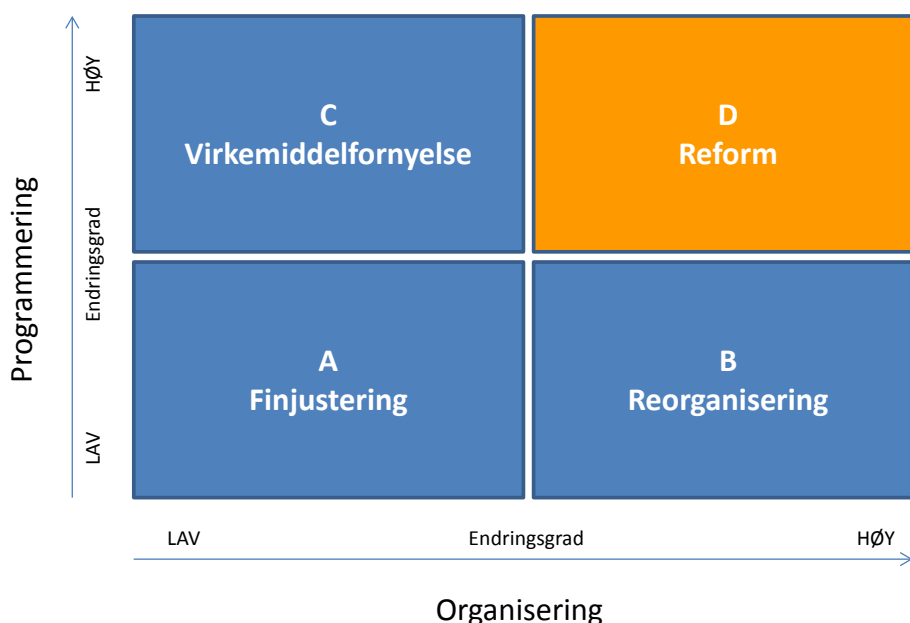 Programmering
HØY
Endringsgrad
LAV
C
Virkemiddelfornyelse
D
Reform
A
Finjustering
B
Reorganisering
LAV
Endringsgrad
HØY
Organisering